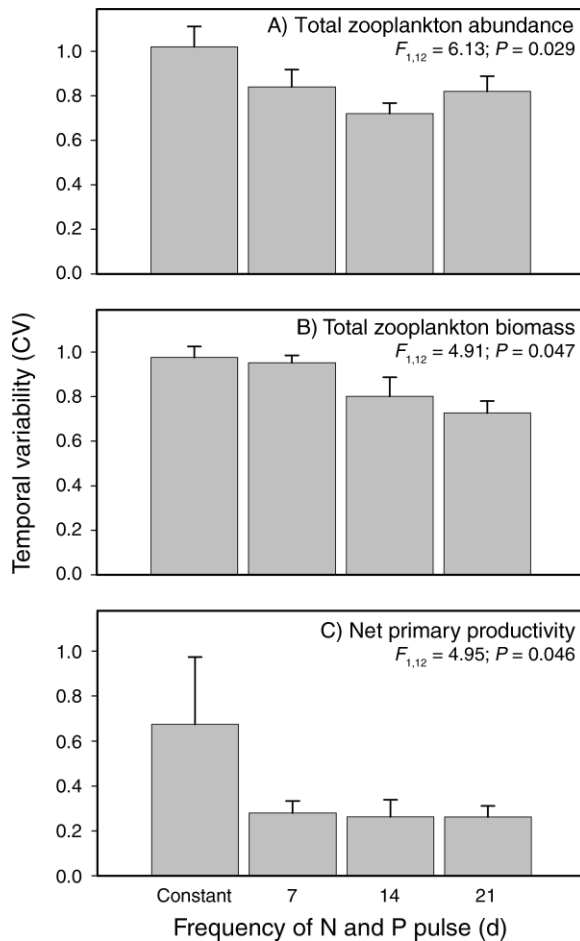 A) Total zooplankton abundance
F1,12 = 6.13; P = 0.029
1.0
0.8
0.6
0.4
0.2
0.0
Temporal variability (CV)
B) Total zooplankton biomass
F1,12 = 4.91; P = 0.047
1.0
0.8
0.6
0.4
0.2
0.0
C) Net primary productivity
F1,12 = 4.95; P = 0.046
1.0
0.8
0.6
0.4
0.2
0.0
Constant 7 14 21
Frequency of N and P pulse (d)